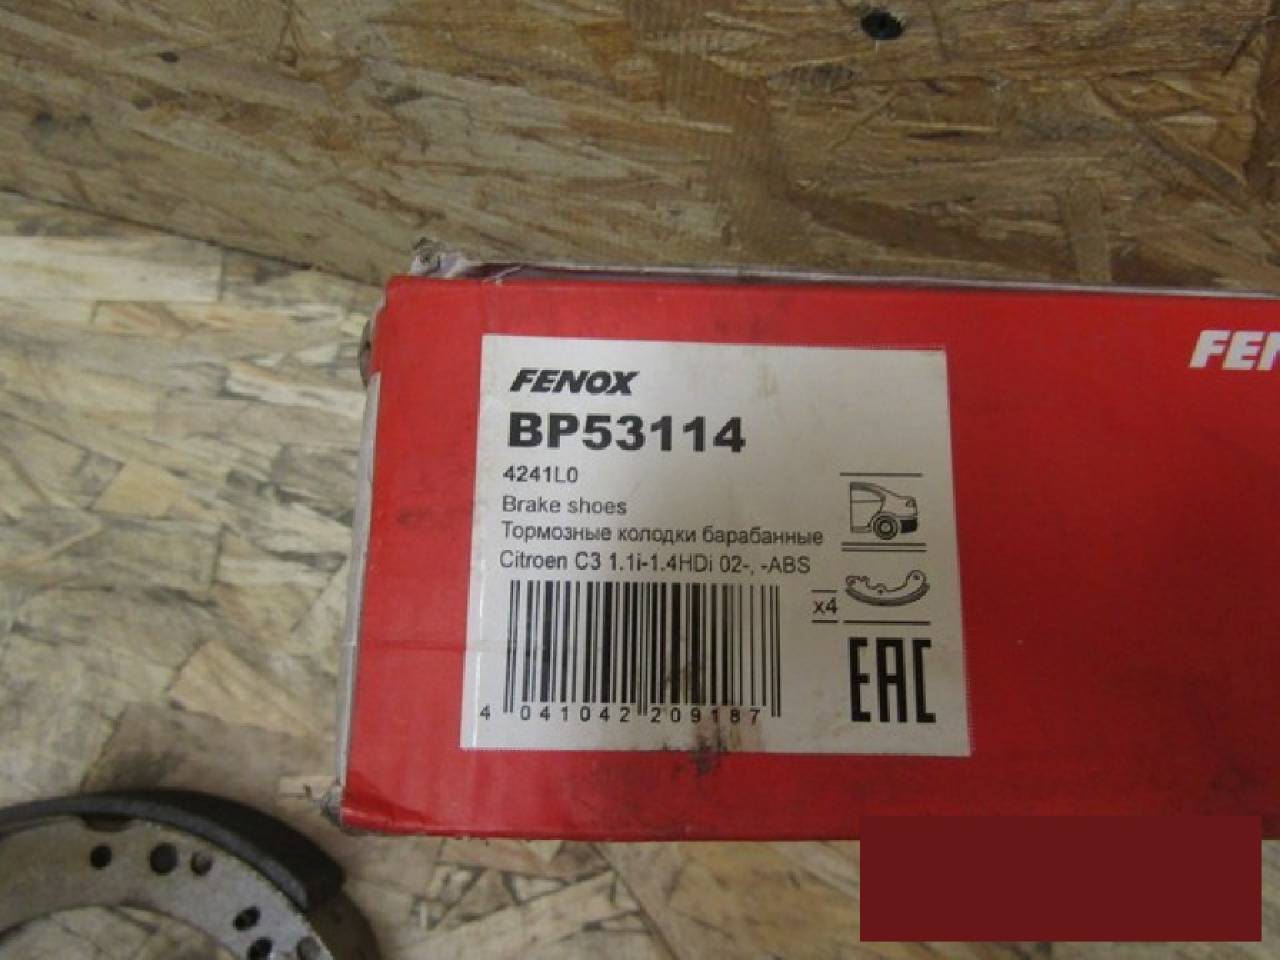 FENOX
BP53114
4241L0
Brake shoes
Тормозные колодки барабанные
Citroen C3 1.1i-1.4HDi 02-, -ABS
x4
EAC
4 041042 209187
FEN